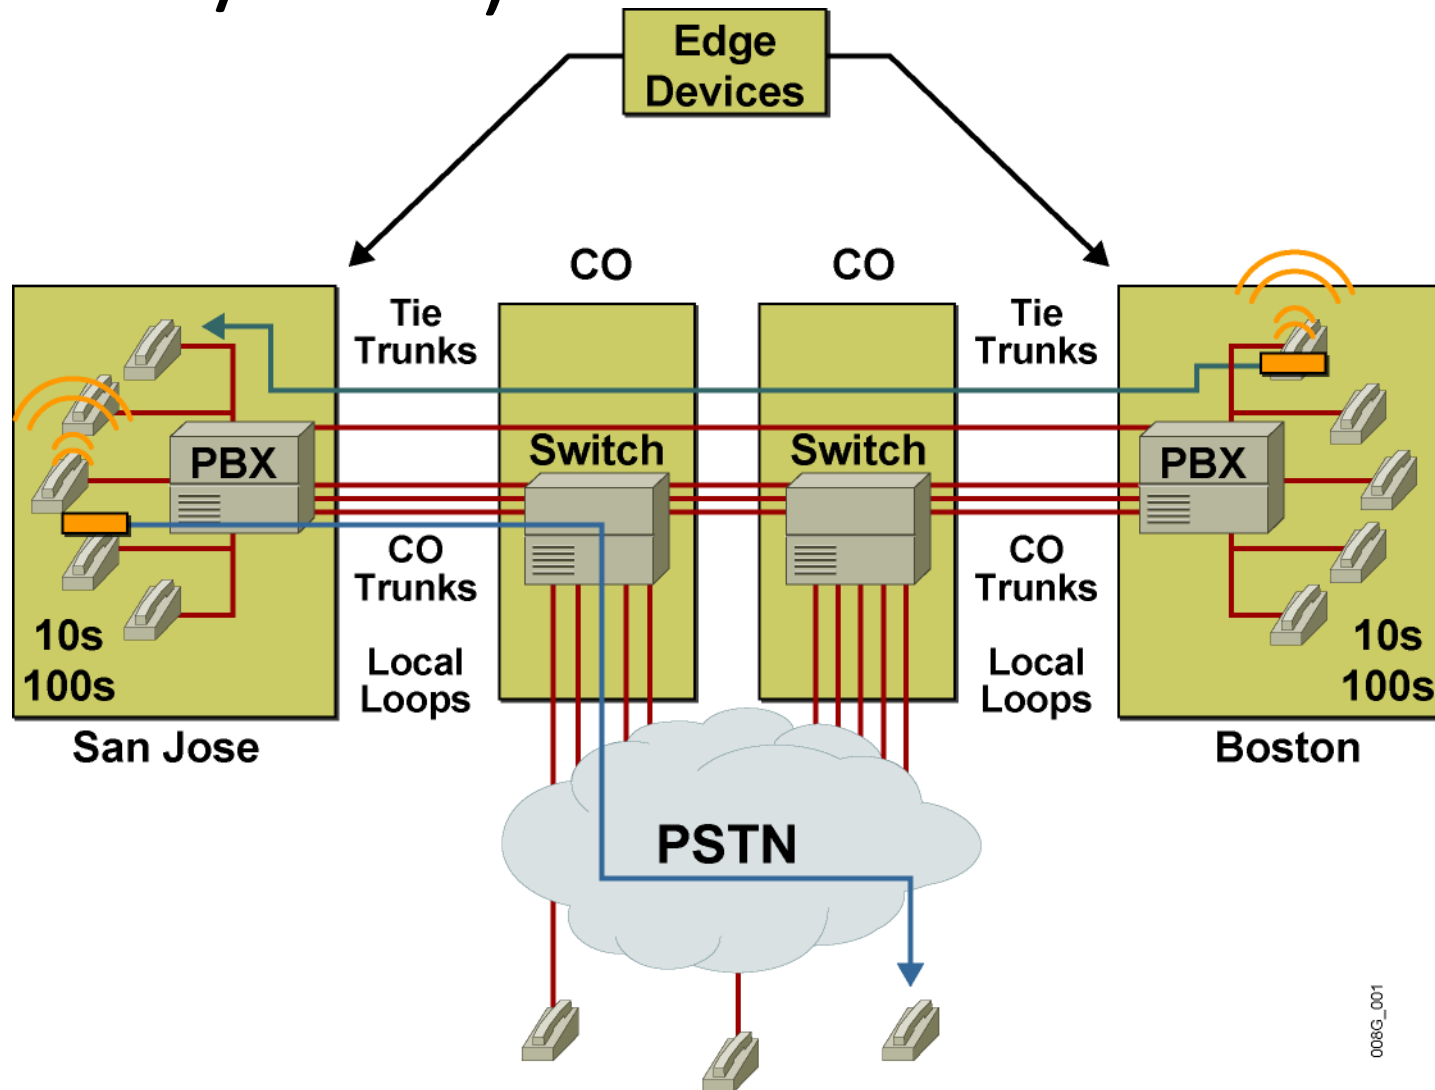 Edge
Devices
CO
CO
Tie
Trunks
Tie
Trunks
PBX
Switch
Switch
PBX
CO
Trunks
CO
Trunks
10s
100s
Local
Loops
Local
Loops
10s
100s
San Jose
Boston
PSTN
008G_001